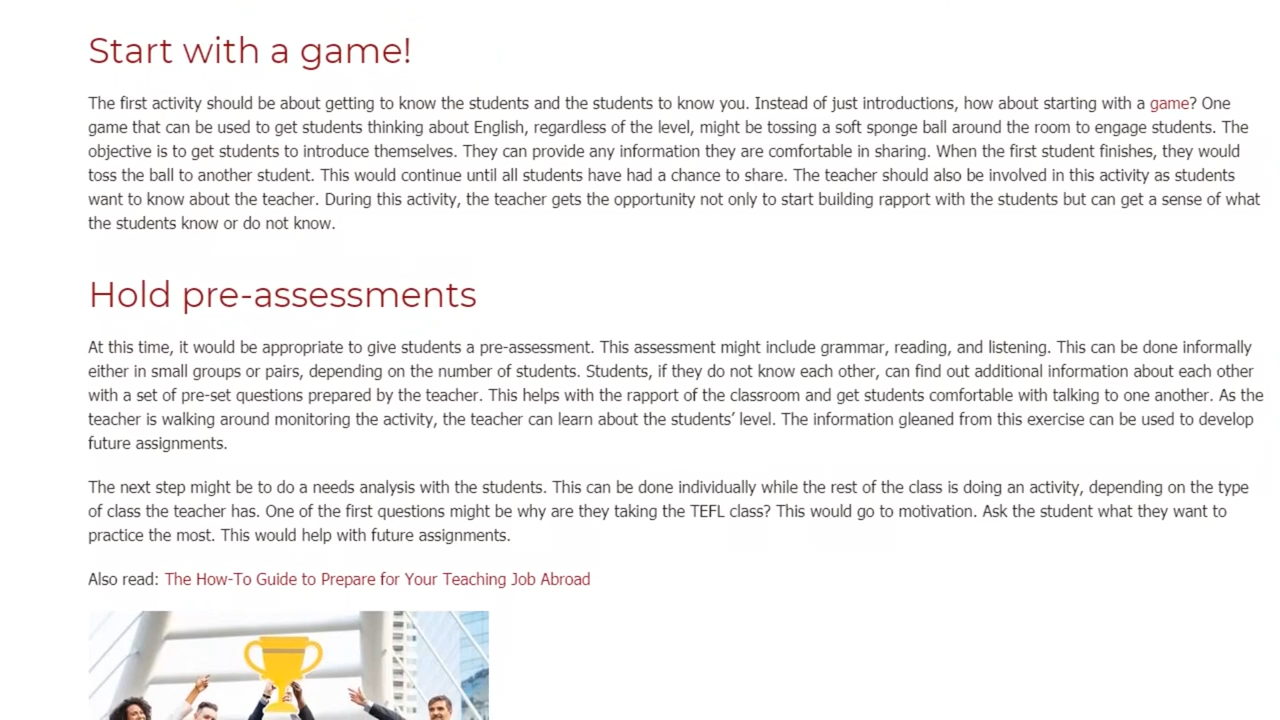 Start with a game!
The first activity should be about getting to know the students and the students to know you. Instead of just introductions, how about starting with a game? One
game that can be used to get students thinking about English, regardless of the level, might be tossing a soft sponge ball around the room to engage students. The
objective is to get students to introduce themselves. They can provide any information they are comfortable in sharing. When the first student finishes, they would
toss the ball to another student. This would continue until all students have had a chance to share. The teacher should also be involved in this activity as students
want to know about the teacher. During this activity, the teacher gets the opportunity not only to start building rapport with the students but can get a sense of what
the students know or do not know.
Hold pre-assessments
At this time, it would be appropriate to give students a pre-assessment. This assessment might include grammar, reading, and listening. This can be done informally
either in small groups or pairs, depending on the number of students. Students, if they do not know each other, can find out additional information about each other
with a set of pre-set questions prepared by the teacher. This helps with the rapport of the classroom and get students comfortable with talking to one another. As the
teacher is walking around monitoring the activity, the teacher can learn about the students’ level. The information gleaned from this exercise can be used to develop
future assignments.
The next step might be to do a needs analysis with the students. This can be done individually while the rest of the class is doing an activity, depending on the type
of class the teacher has. One of the first questions might be why are they taking the TEFL class? This would go to motivation. Ask the student what they want to
practice the most. This would help with future assignments.
Also read: The How-To Guide to Prepare for Your Teaching Job Abroad